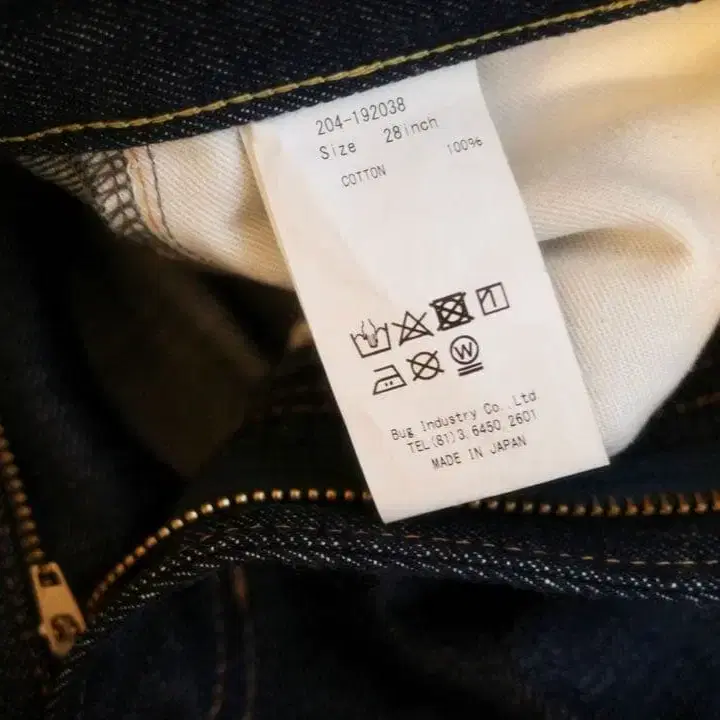 204-192038
Size 28inch
COTTON 100%
W
Bug Industry Co., Ltd
TEL(81)3.6450.2601
MADE IN JAPAN